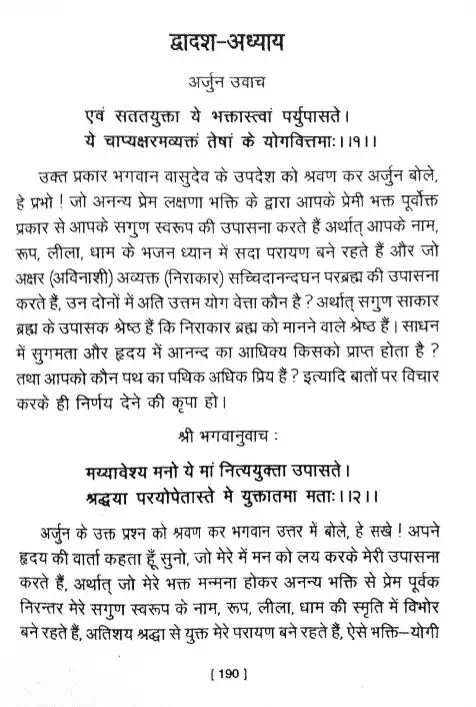 द्वादश-अध्याय
अर्जुन उवाच
एवं सततयुक्ता ये भक्तास्त्वां पर्युपासते।
ये चाप्यक्षरमव्यक्तं तेषां के योगवित्तमाः।।१।।
उक्त प्रकार भगवान वासुदेव के उपदेश को श्रवण कर अर्जुन बोले,
हे प्रभो ! जो अनन्य प्रेम लक्षणा भक्ति के द्वारा आपके प्रेमी भक्त पूर्वोक्त
प्रकार से आपके सगुण स्वरूप की उपासना करते हैं अर्थात् आपके नाम,
रूप, लीला, धाम के भजन ध्यान में सदा परायण बने रहते हैं और जो
अक्षर (अविनाशी) अव्यक्त (निराकार) सच्चिदानन्दघन परब्रह्म की उपासना
करते हैं, उन दोनों में अति उत्तम योग वेत्ता कौन है ? अर्थात् सगुण साकार
ब्रह्म के उपासक श्रेष्ठ हैं कि निराकार ब्रह्म को मानने वाले श्रेष्ठ हैं। साधन
में सुगमता और हृदय में आनन्द का आधिक्य किसको प्राप्त होता है ?
तथा आपको कौन पथ का पथिक अधिक प्रिय हैं ? इत्यादि बातों पर विचार
करके ही निर्णय देने की कृपा हो।
श्री भगवानुवाच :
मय्यावेश्य मनो ये मां नित्ययुक्ता उपासते।
श्रद्धया परयोपेतास्ते मे युक्तातमा मताः।।२।।
अर्जुन के उक्त प्रश्न को श्रवण कर भगवान उत्तर में बोले, हे सखे ! अपने
हृदय की वार्ता कहता हूँ सुनो, जो मेरे में मन को लय करके मेरी उपासना
करते हैं, अर्थात् जो मेरे भक्त मन्मना होकर अनन्य भक्ति से प्रेम पूर्वक
निरन्तर मेरे सगुण स्वरूप के नाम, रूप, लीला, धाम की स्मृति में विभोर
बने रहते हैं, अतिशय श्रद्धा से युक्त मेरे परायण बने रहते हैं, ऐसे भक्ति-योगी
[ 190 ]